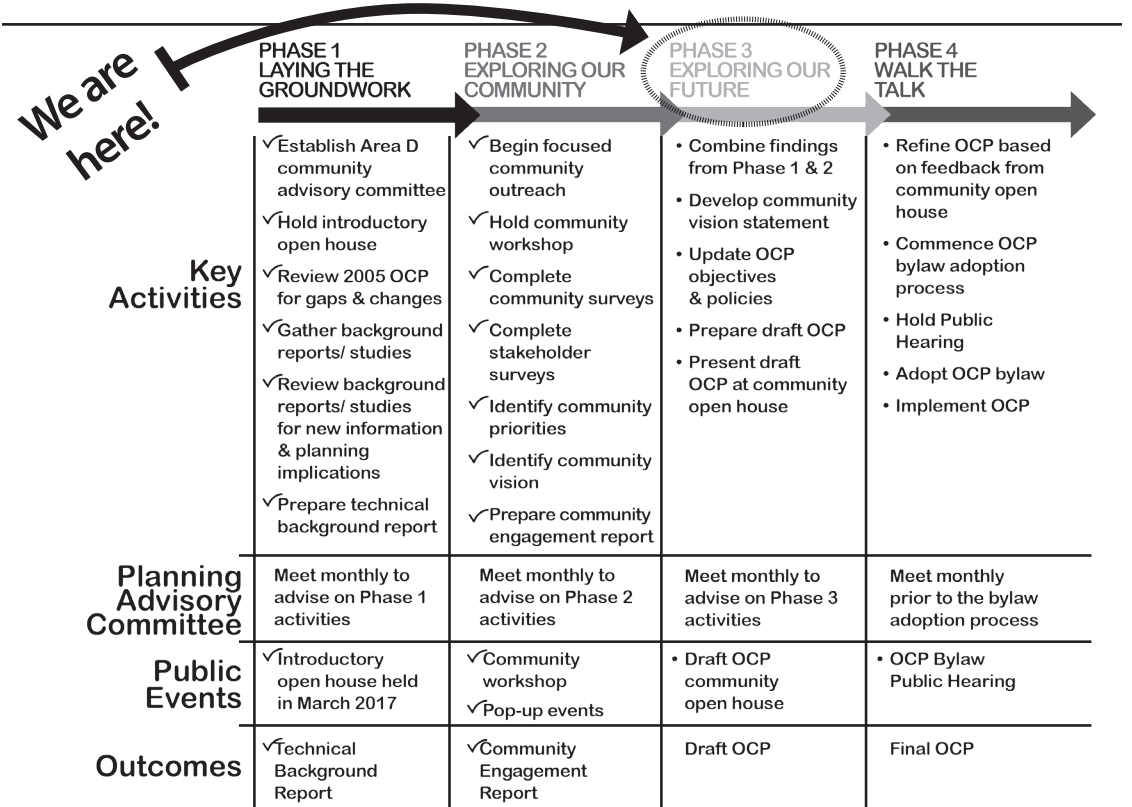 We are
here!
PHASE 1
LAYING THE
GROUNDWORK
PHASE 2
EXPLORING OUR
COMMUNITY
PHASE 3
EXPLORING OUR
FUTURE
PHASE 4
WALK THE
TALK
Key
Activities
✓Establish Area D
community
advisory committee
✓Hold introductory
open house
✓Review 2005 OCP
for gaps & changes
✓Gather background
reports/ studies
✓Review background
reports/ studies
for new information
& planning
implications
✓Prepare technical
background report
✓Begin focused
community
outreach
✓Hold community
workshop
✓Complete
community surveys
✓Complete
stakeholder
surveys
✓Identify community
priorities
✓Identify community
vision
✓Prepare community
engagement report
• Combine findings
from Phase 1 & 2
• Develop community
vision statement
• Update OCP
objectives
& policies
• Prepare draft OCP
• Present draft
OCP at community
open house
• Refine OCP based
on feedback from
community open
house
• Commence OCP
bylaw adoption
process
• Hold Public
Hearing
• Adopt OCP bylaw
• Implement OCP
Planning
Advisory
Committee
Meet monthly to
advise on Phase 1
activities
Meet monthly to
advise on Phase 2
activities
Meet monthly to
advise on Phase 3
activities
Meet monthly
prior to the bylaw
adoption process
Public
Events
✓Introductory
open house held
in March 2017
✓Community
workshop
✓Pop-up events
• Draft OCP
community
open house
• OCP Bylaw
Public Hearing
Outcomes
✓Technical
Background
Report
✓Community
Engagement
Report
Draft OCP
Final OCP